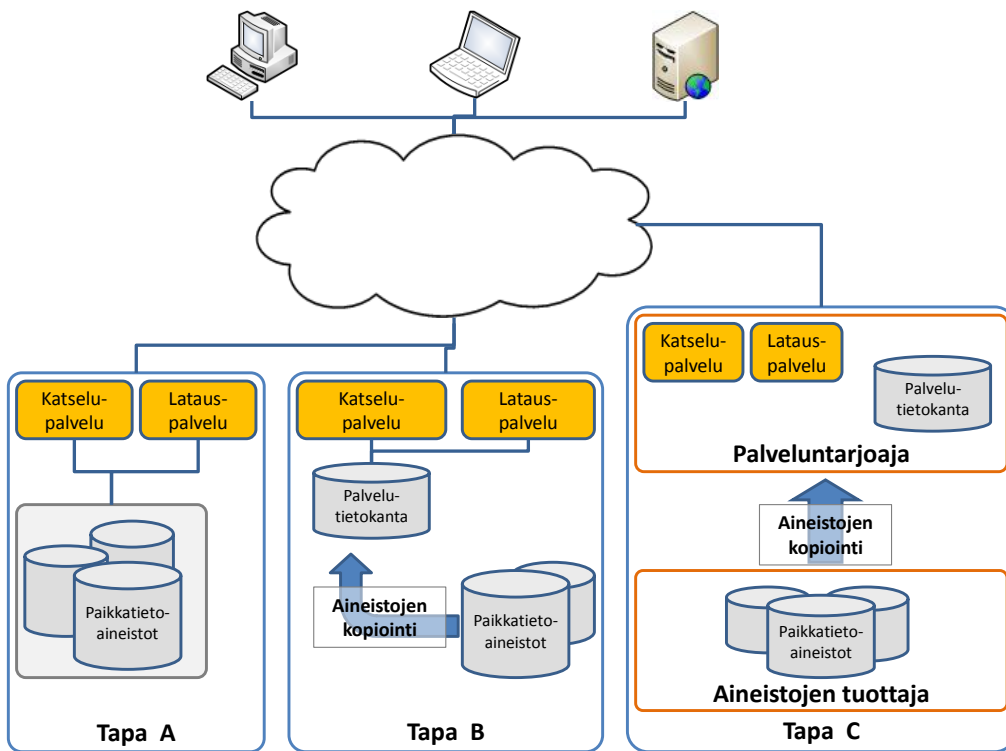 Katselu-
palvelu
Lataus-
palvelu
Paikkatieto-
aineistot
Tapa A
Katselu-
palvelu
Lataus-
palvelu
Palvelu-
tietokanta
Aineistojen
kopiointi
Paikkatieto-
aineistot
Tapa B
Katselu-
palvelu
Lataus-
palvelu
Palvelu-
tietokanta
Palveluntarjoaja
Aineistojen
kopiointi
Paikkatieto-
aineistot
Aineistojen tuottaja
Tapa C